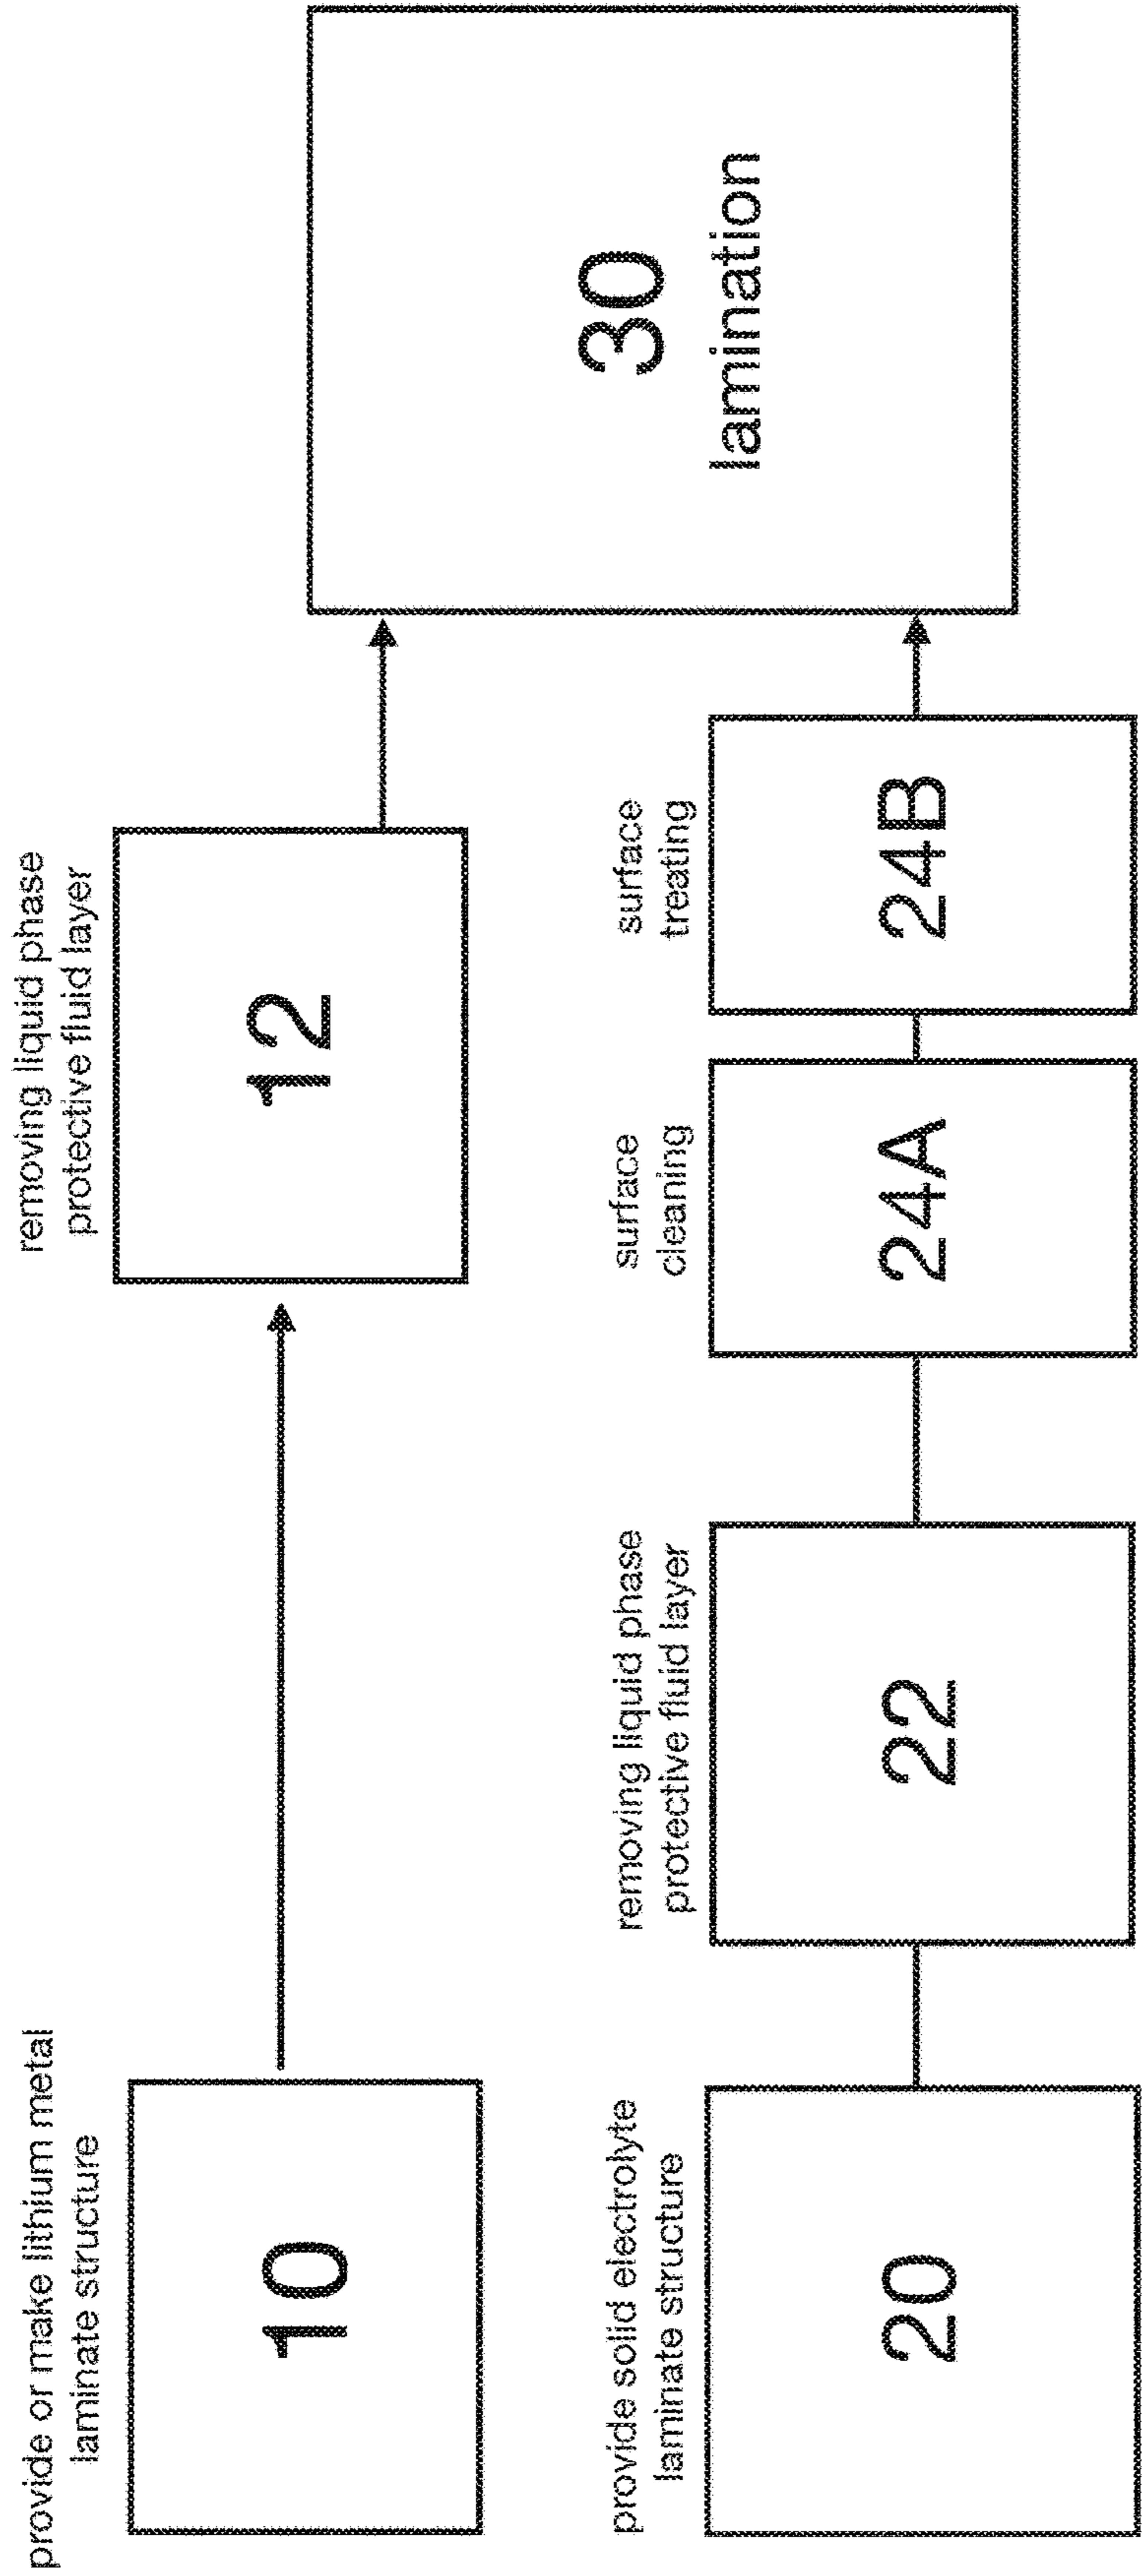 provide or make lithium metal
laminate structure
10
removing liquid phase
protective fluid layer
12
provide solid electrolyte
laminate structure
20
removing liquid phase
protective fluid layer
22
surface
cleaning
24A
surface
treating
24B
30
lamination